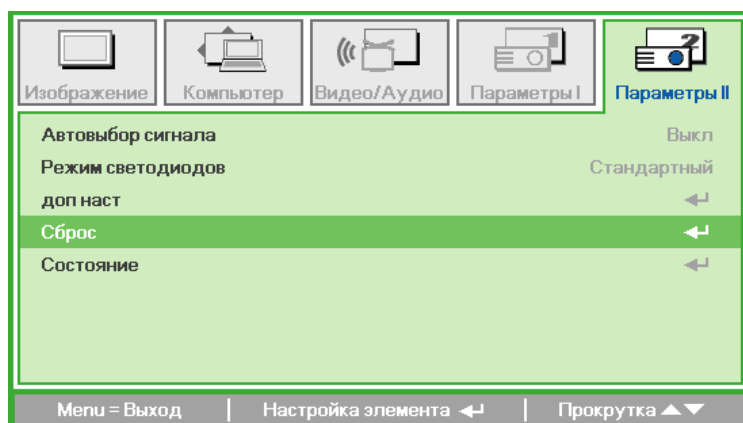 Изображение Компьютер Видео/Аудио Параметры I Параметры II
Автовыбор сигнала Выкл
Режим светодиодов Стандартный
доп наст
Сброс
Состояние
Menu = Выход Настройка элемента Прокрутка